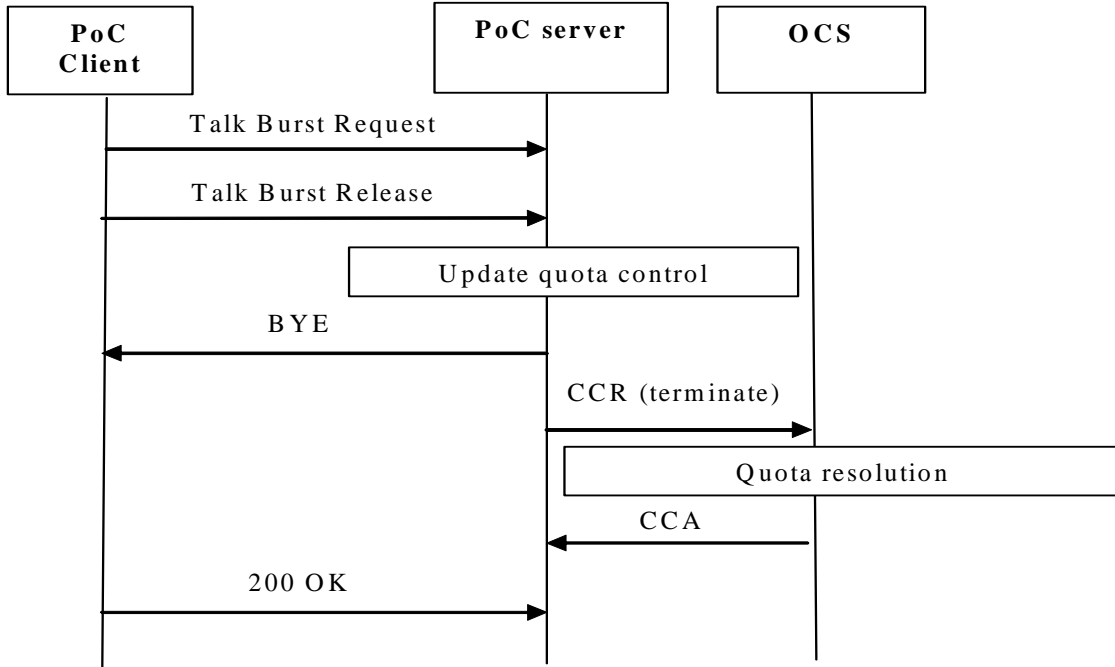 PoC
Client
PoC server
OCS
Talk Burst Request
Talk Burst Release
Update quota control
BYE
CCR (terminate)
Quota resolution
CCA
200 OK